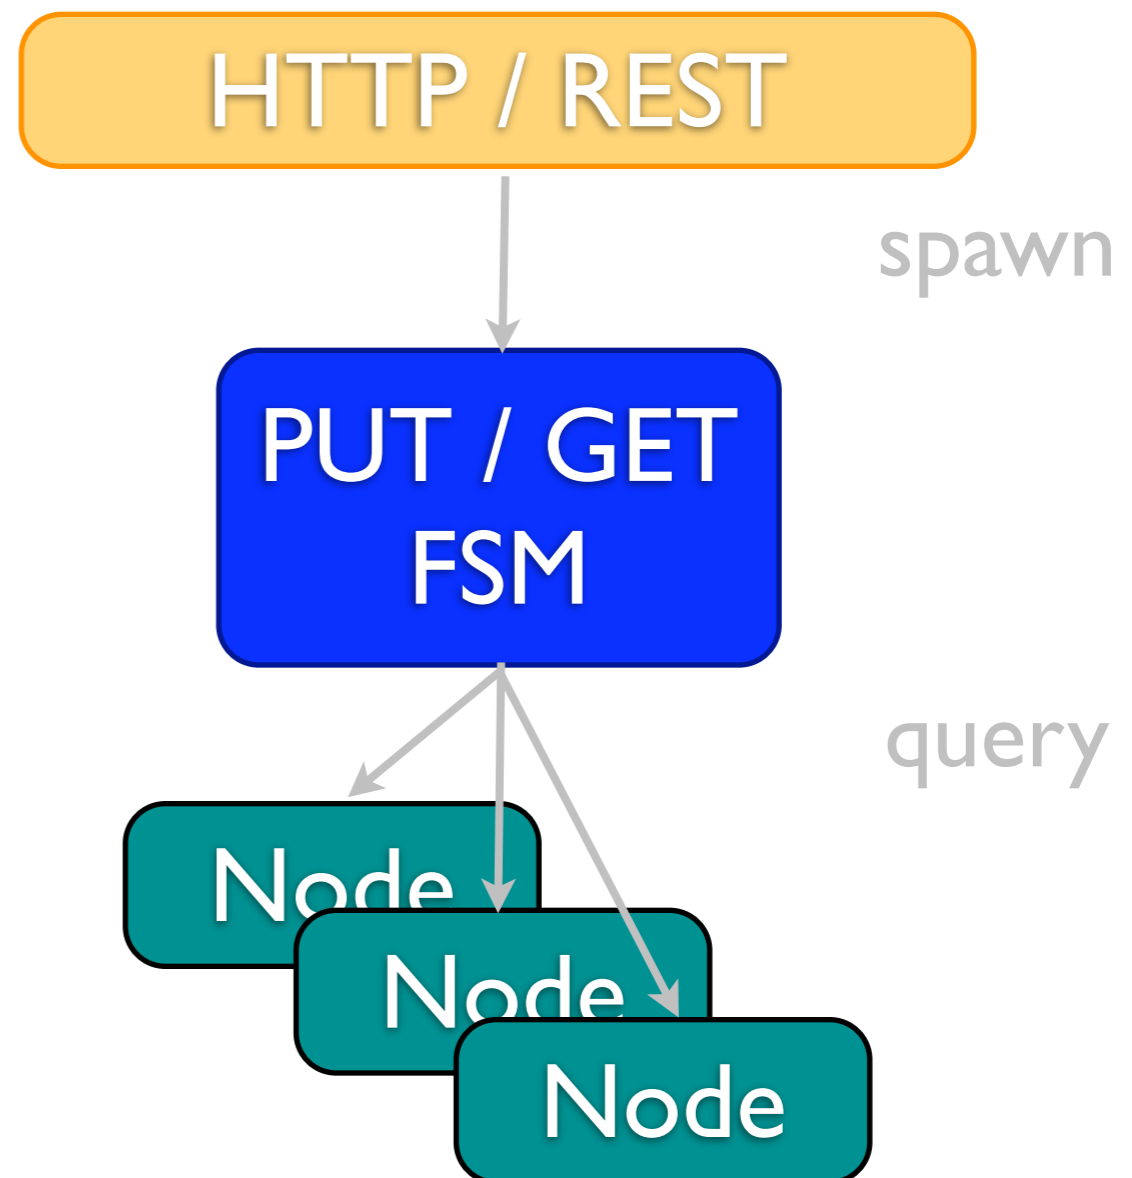 HTTP / REST
spawn
PUT / GET
FSM
query
Node
Node
Node